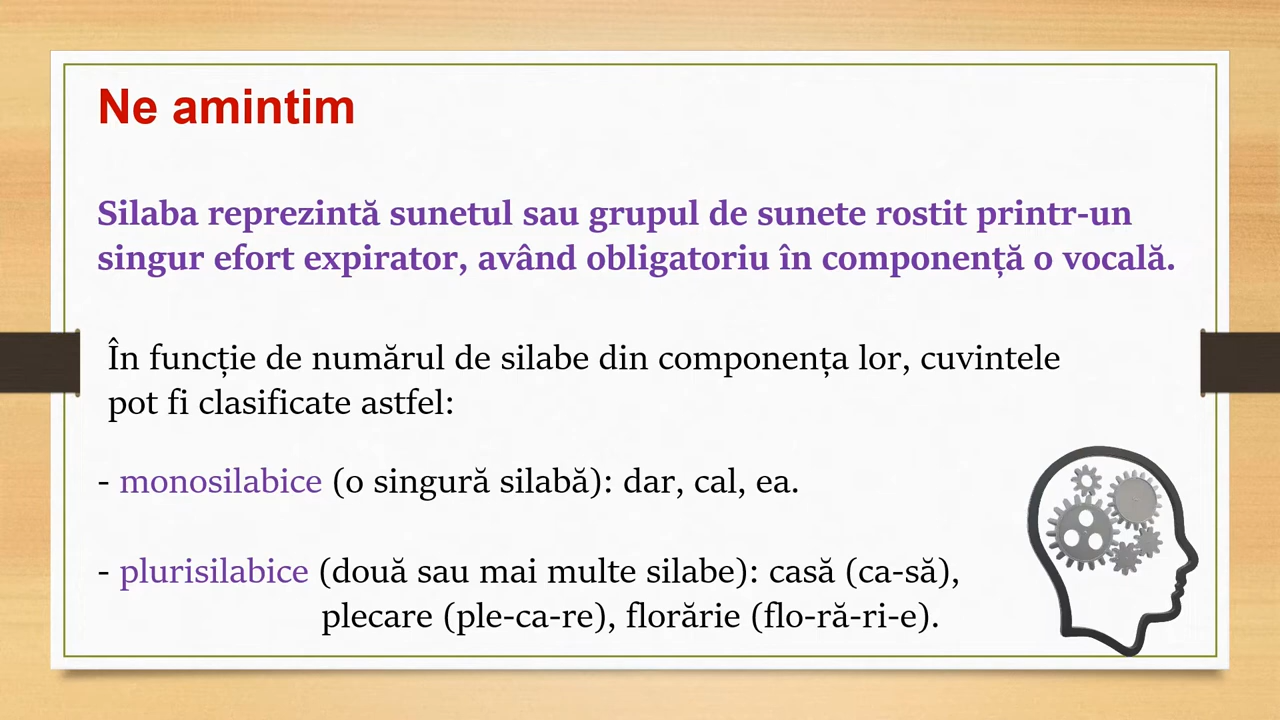 Ne amintim
Silaba reprezintă sunetul sau grupul de sunete rostit printr-un
singur efort expirator, având obligatoriu în componență o vocală.
În funcție de numărul de silabe din componența lor, cuvintele
pot fi clasificate astfel:
- monosilabice (o singură silabă): dar, cal, ea.
- plurisilabice (două sau mai multe silabe): casă (ca-să),
plecare (ple-ca-re), florărie (flo-ră-ri-e).